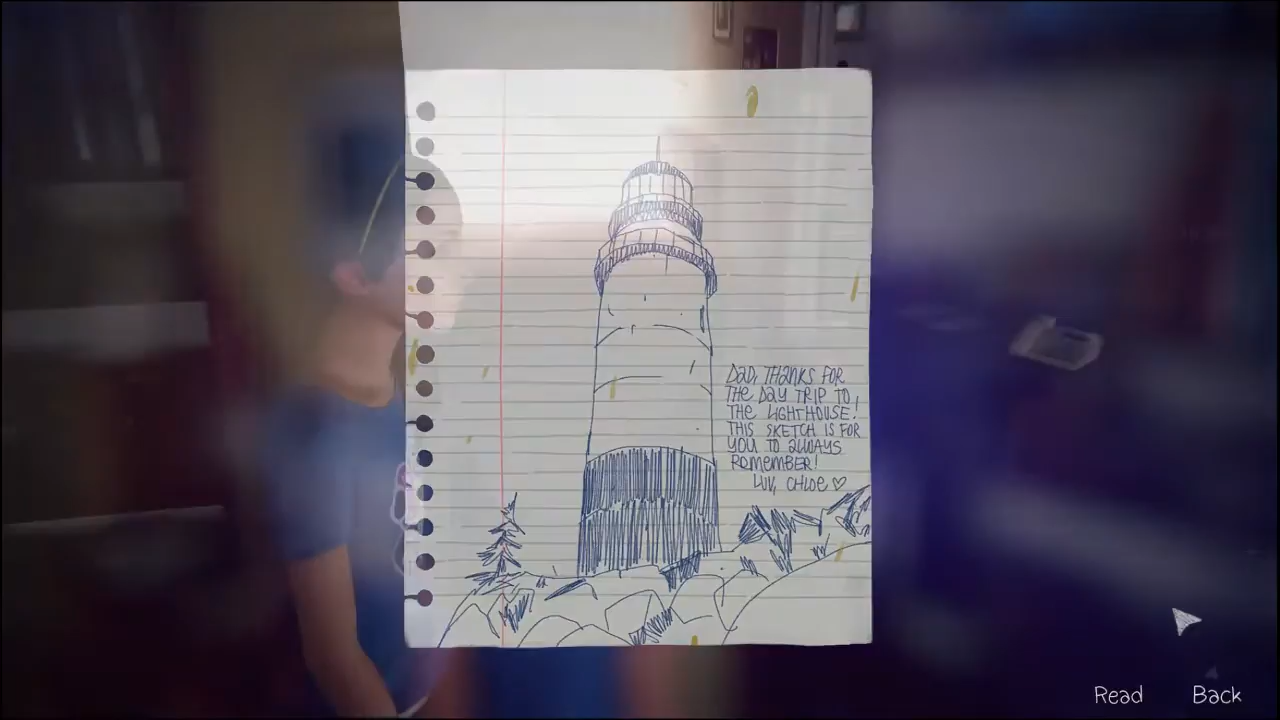 DAD, THANKS FOR
THE DAY TRIP TO
THE LIGHTHOUSE!
THIS SKETCH IS FOR
YOU TO ALWAYS
REMEMBER!
LUV, CHLOE♡
Read Back